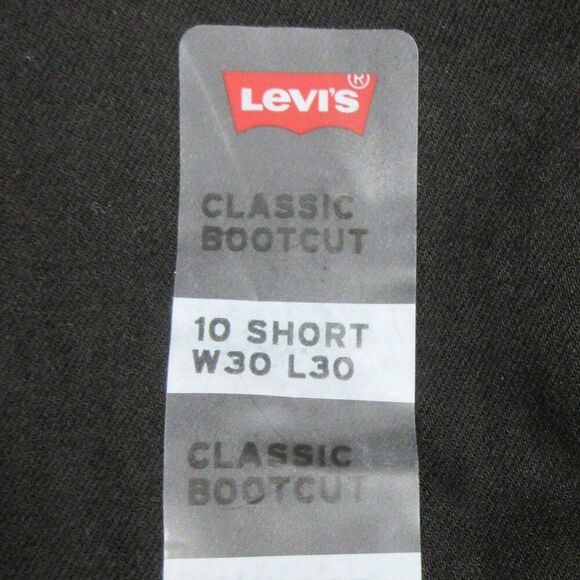 Levi's®
CLASSIC
BOOTCUT
10 SHORT
W30 L30
CLASSIC
BOOTCUT